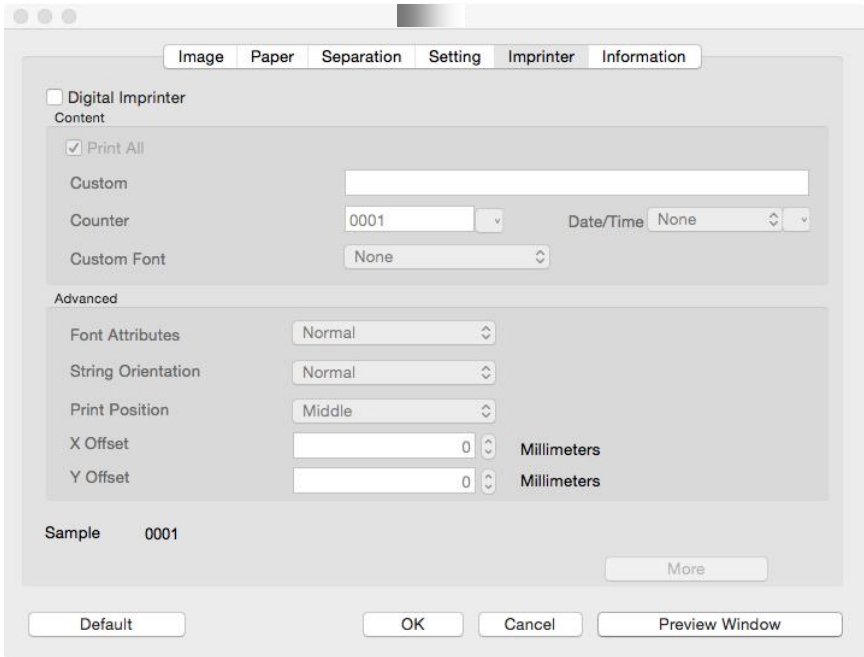 Image Paper Separation Setting Imprinter Information
Digital Imprinter
Content
Print All
Custom
Counter 0001 Date/Time None
Custom Font None
Advanced
Font Attributes Normal
String Orientation Normal
Print Position Middle
X Offset 0 Millimeters
Y Offset 0 Millimeters
Sample 0001
More
Default OK Cancel Preview Window